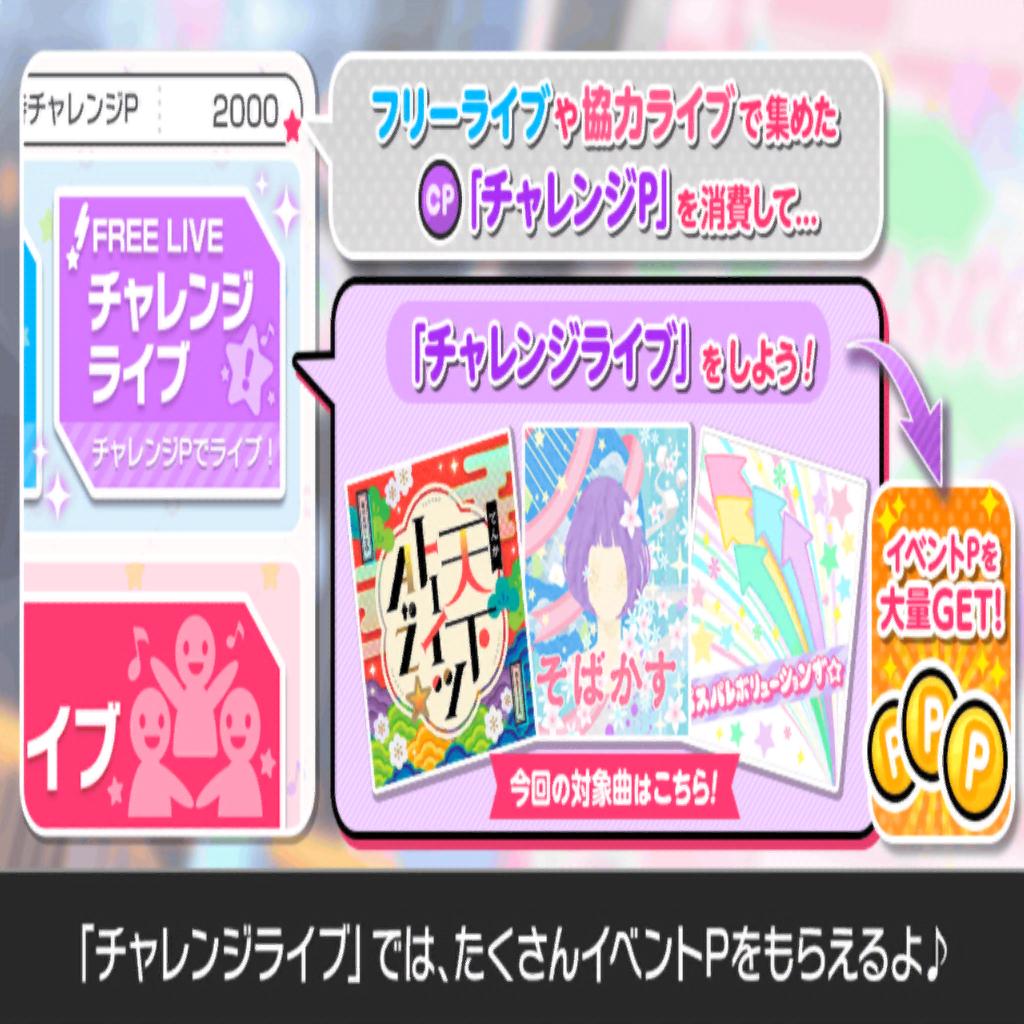 チャレンジP 2000
フリーライブや協力ライブで集めた
CP「チャレンジP」を消費して...
FREE LIVE
チャレンジ
ライブ
チャレンジPでライブ!
「チャレンジライブ」をしよう!
天下
トーイツ
A to Z
てんか
そばかす
スパレボリューションず☆
今回の対象曲はこちら!
イベントPを
大量GET!
P P P
イブ
「チャレンジライブ」では、たくさんイベントPをもらえるよ♪